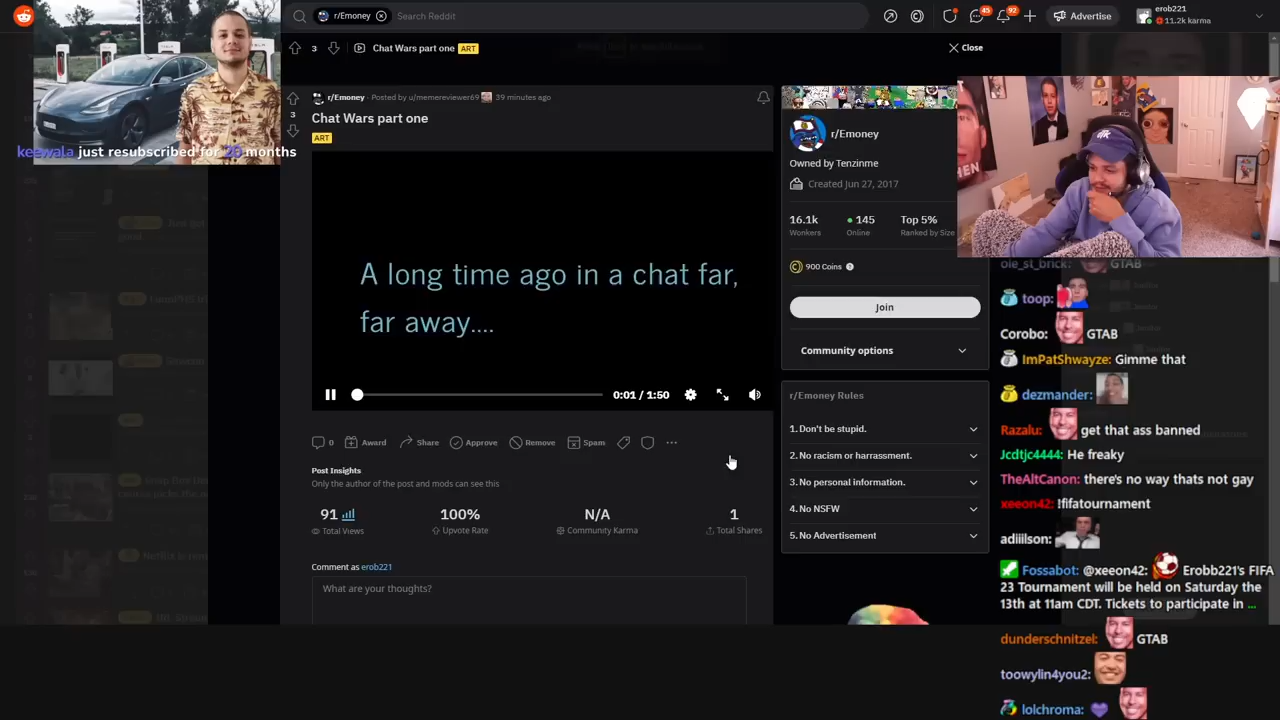 r/Emoney
Search Reddit
45
92
Advertise
erob221
11.2k karma
3
Chat Wars part one
ART
Close
r/Emoney · Posted by u/memereviewer69 39 minutes ago
3
Chat Wars part one
ART
keewala just resubscribed for months
A long time ago in a chat far,
far away....
0:01 / 1:50
0
Award
Share
Approve
Remove
Spam
Post Insights
Only the author of the post and mods can see this
91
Total Views
100%
Upvote Rate
N/A
Community Karma
1
Total Shares
Comment as erob221
What are your thoughts?
r/Emoney
Owned by Tenzinme
Created Jun 27, 2017
16.1k
Wonkers
145
Online
Top 5%
Ranked by Size
900 Coins
Join
Community options
r/Emoney Rules
1. Don't be stupid.
2. No racism or harrassment.
3. No personal information.
4. No NSFW
5. No Advertisement
ole_st_brick: GTAB
toop:
Corobo: GTAB
ImPatShwayze: Gimme that
dezmander:
Razalu: get that ass banned
Jcdtjc4444: He freaky
TheAltCanon: there's no way thats not gay
xeeon42: !fifatournament
adiiilson:
Fossabot: @xeeon42: Erobb221's FIFA
23 Tournament will be held on Saturday the
13th at 11am CDT. Tickets to participate in ...
dunderschnitzel: GTAB
toowylin4you2:
lolchroma: